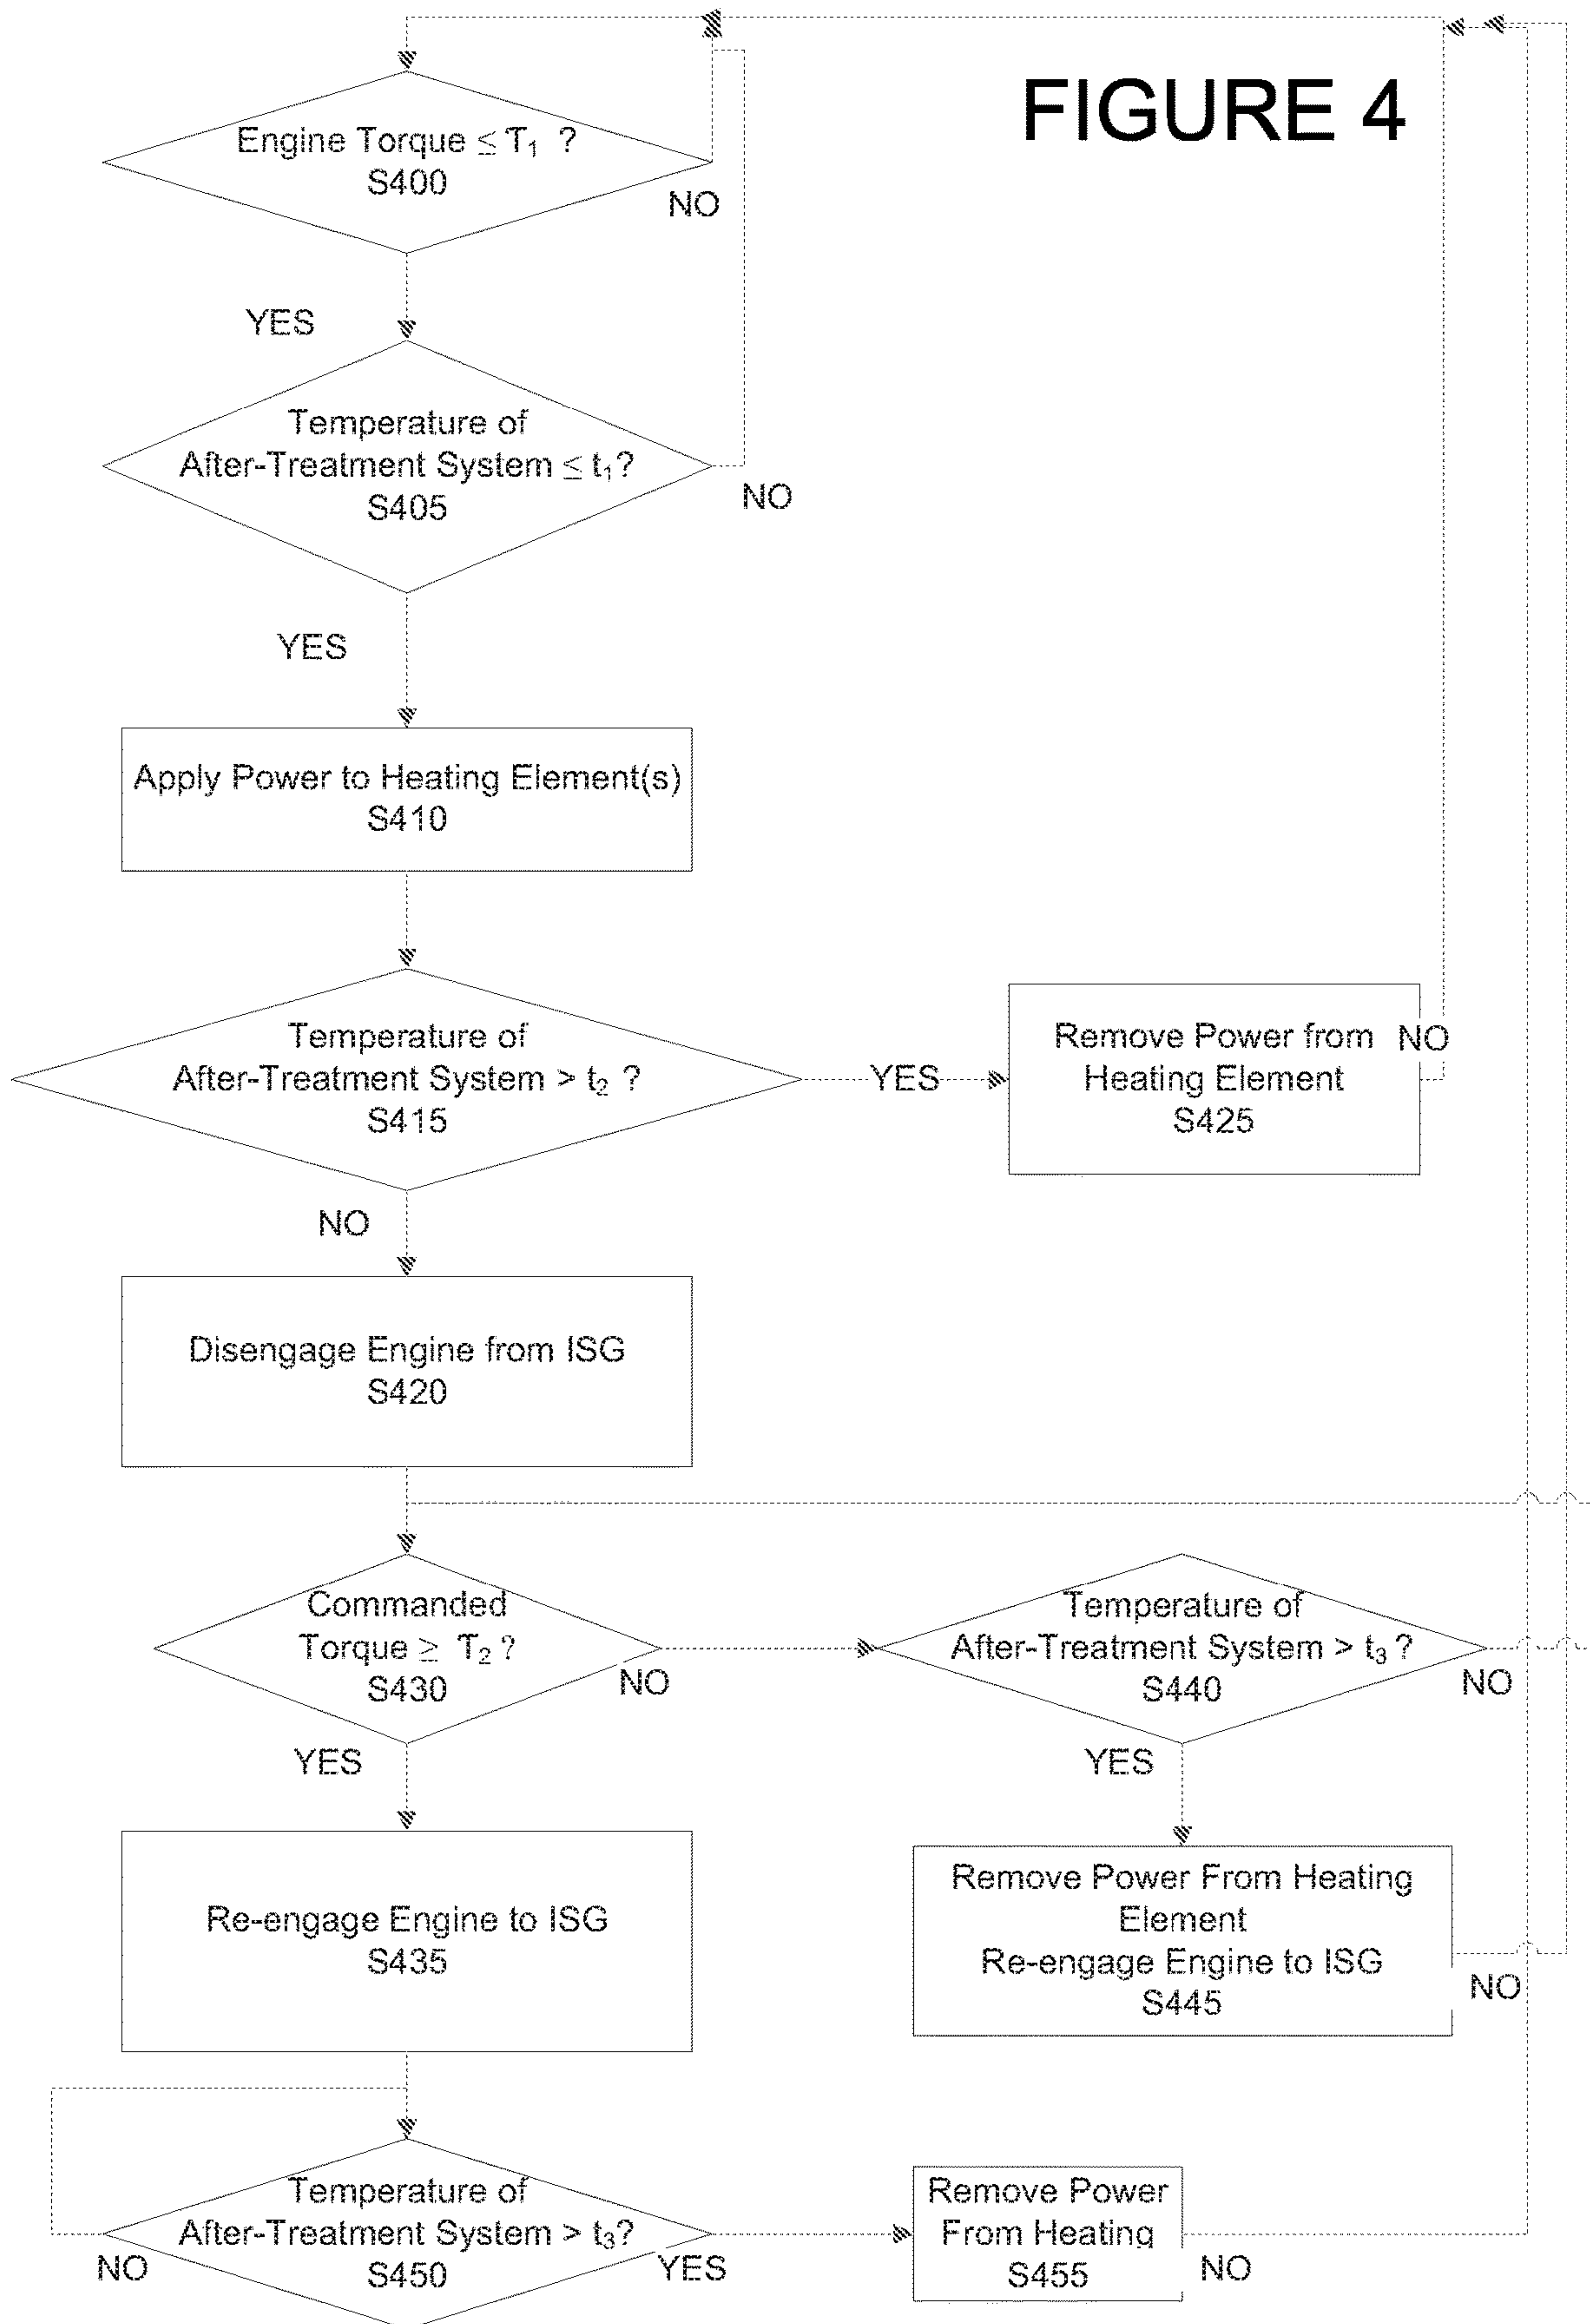 FIGURE 4
Engine Torque ≤ T₁ ?
S400
NO
YES
Temperature of
After-Treatment System ≤ t₁?
S405
NO
YES
Apply Power to Heating Element(s)
S410
Temperature of
After-Treatment System > t₂ ?
S415
YES
Remove Power from
Heating Element
S425
NO
NO
Disengage Engine from ISG
S420
Commanded
Torque ≥ T₂ ?
S430
NO
Temperature of
After-Treatment System > t₃ ?
S440
NO
YES
YES
Re-engage Engine to ISG
S435
Remove Power From Heating
Element
Re-engage Engine to ISG
S445
NO
Temperature of
After-Treatment System > t₃?
S450
NO
YES
Remove Power
From Heating
S455
NO